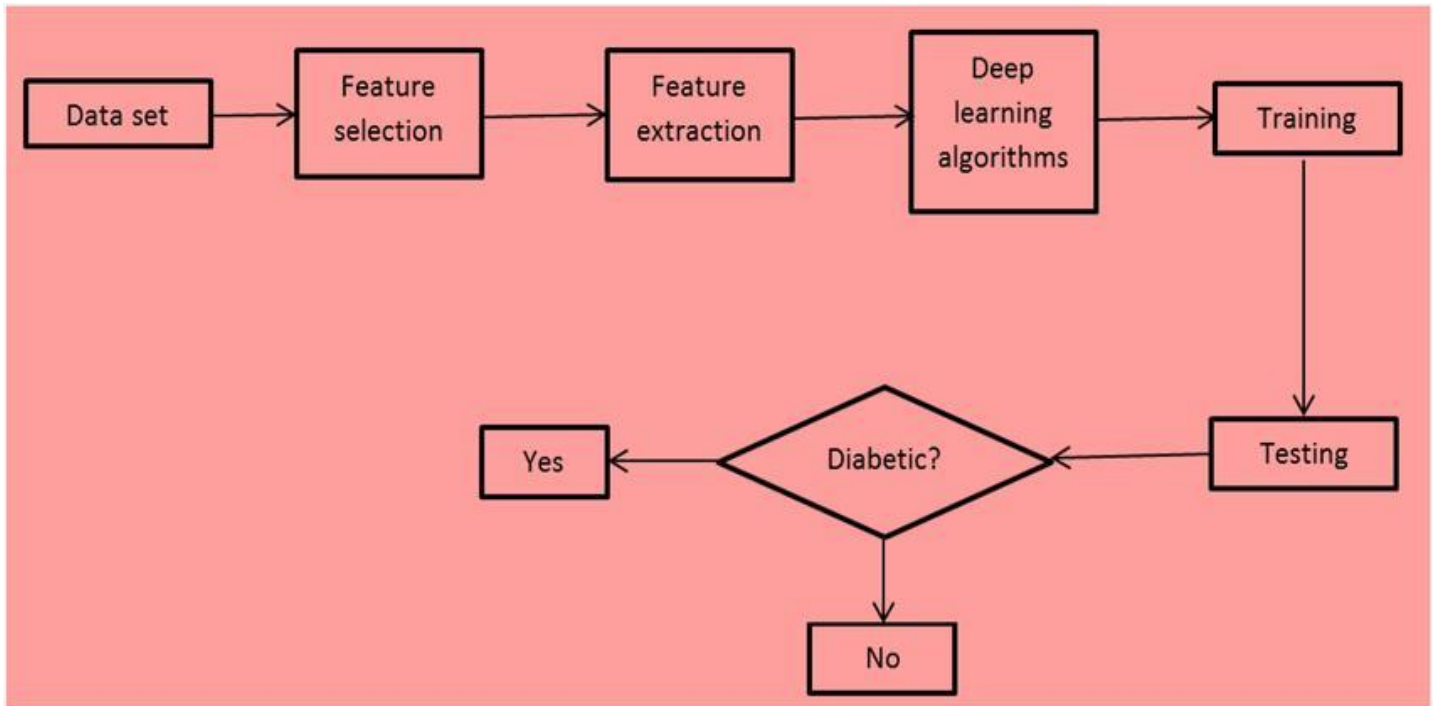 Data set
Feature
selection
Feature
extraction
Deep
learning
algorithms
Training
Testing
Diabetic?
Yes
No